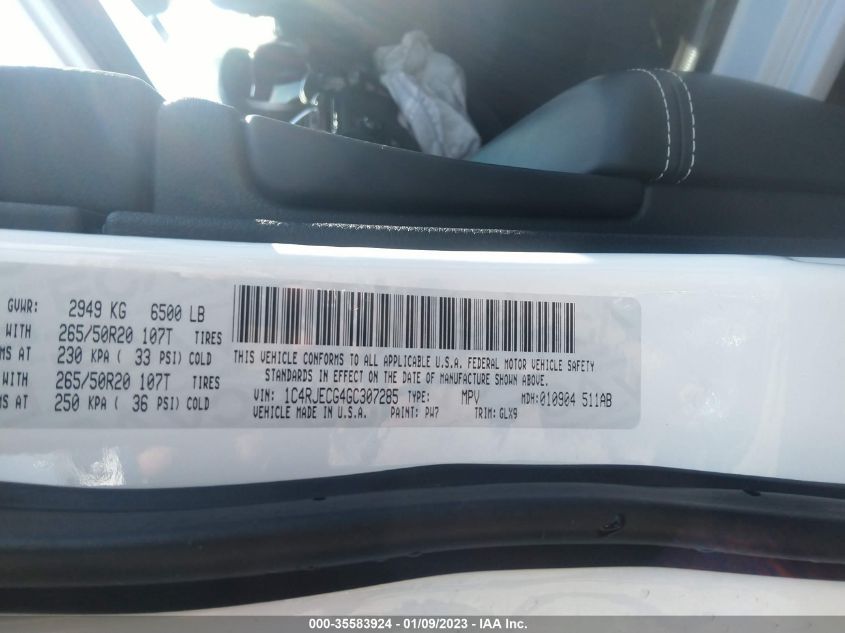 GVWR: 2949 KG 6500 LB
WITH 265/50R20 107T TIRES
MS AT 230 KPA ( 33 PSI) COLD
WITH 265/50R20 107T TIRES
MS AT 250 KPA ( 36 PSI) COLD
THIS VEHICLE CONFORMS TO ALL APPLICABLE U.S.A. FEDERAL MOTOR VEHICLE SAFETY
STANDARDS IN EFFECT ON THE DATE OF MANUFACTURE SHOWN ABOVE.
VIN: 1C4RJECG4GC307285 TYPE: MPV MDH: 010904 511AB
VEHICLE MADE IN U.S.A. PAINT: PW7 TRIM: GLX9
000-35583924 - 01/09/2023 - IAA Inc.